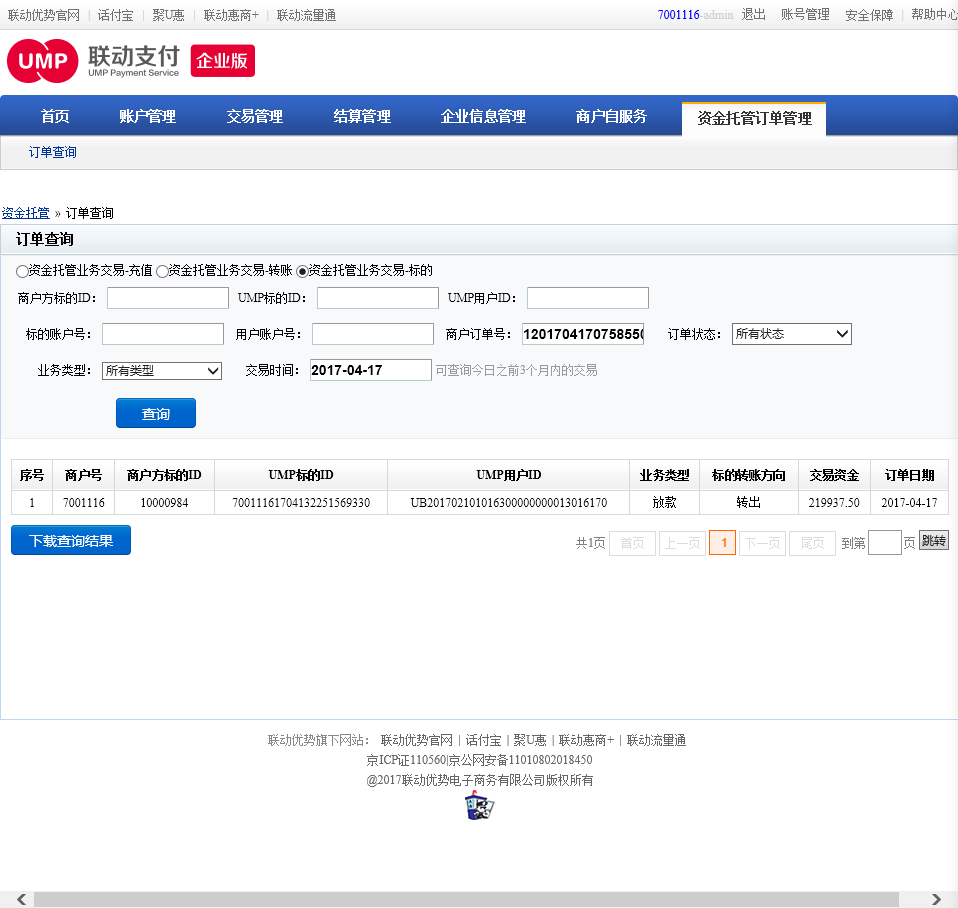 联动优势官网 | 话付宝 | 聚U惠 | 联动惠商+ | 联动流量通 7001116-admin 退出 账号管理 安全保障 | 帮助中心
UMP 联动支付 UMP Payment Service 企业版
首页 账户管理 交易管理 结算管理 企业信息管理 商户自服务 资金托管订单管理
订单查询
资金托管 » 订单查询
订单查询
资金托管业务交易-充值 资金托管业务交易-转账 资金托管业务交易-标的
商户方标的ID： UMP标的ID： UMP用户ID：
标的账户号： 用户账户号： 商户订单号： 120170417075855 订单状态： 所有状态
业务类型： 所有类型 交易时间： 2017-04-17 可查询今日之前3个月内的交易
查询
序号 商户号 商户方标的ID UMP标的ID UMP用户ID 业务类型 标的转账方向 交易资金 订单日期
1 7001116 10000984 70011161704132251569330 UB201702101016300000000013016170 放款 转出 219937.50 2017-04-17
下载查询结果 共1页 首页 上一页 1 下一页 尾页 到第 页 跳转
联动优势旗下网站： 联动优势官网 | 话付宝 | 聚U惠 | 联动惠商+ | 联动流量通
京ICP证110560|京公网安备11010802018450
@2017联动优势电子商务有限公司版权所有